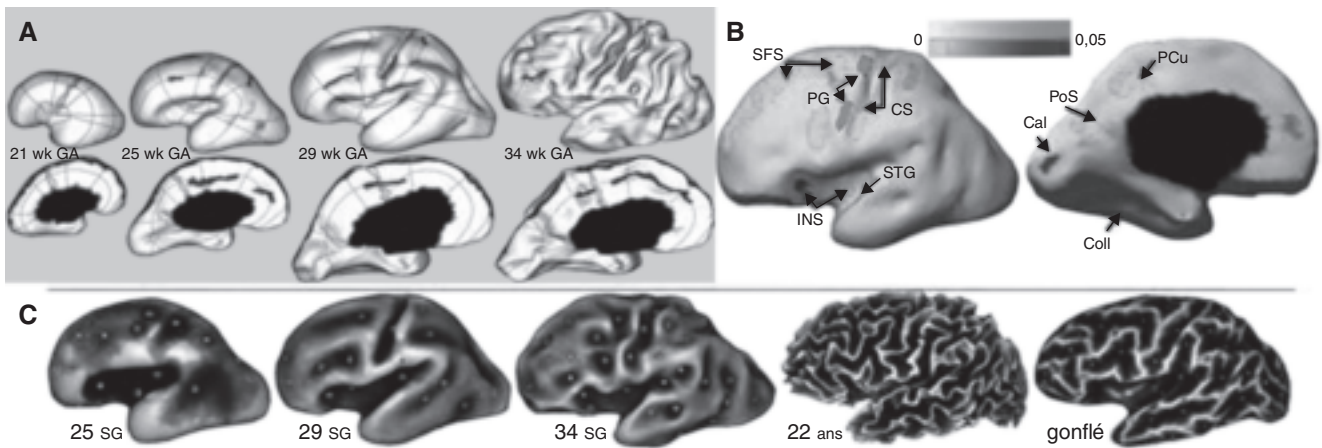 A
21 wk GA
25 wk GA
29 wk GA
34 wk GA
B
0
0,05
SFS
PG
CS
INS
STG
PCu
PoS
Cal
Coll
C
25 SG
29 SG
34 SG
22 ans
gonflé